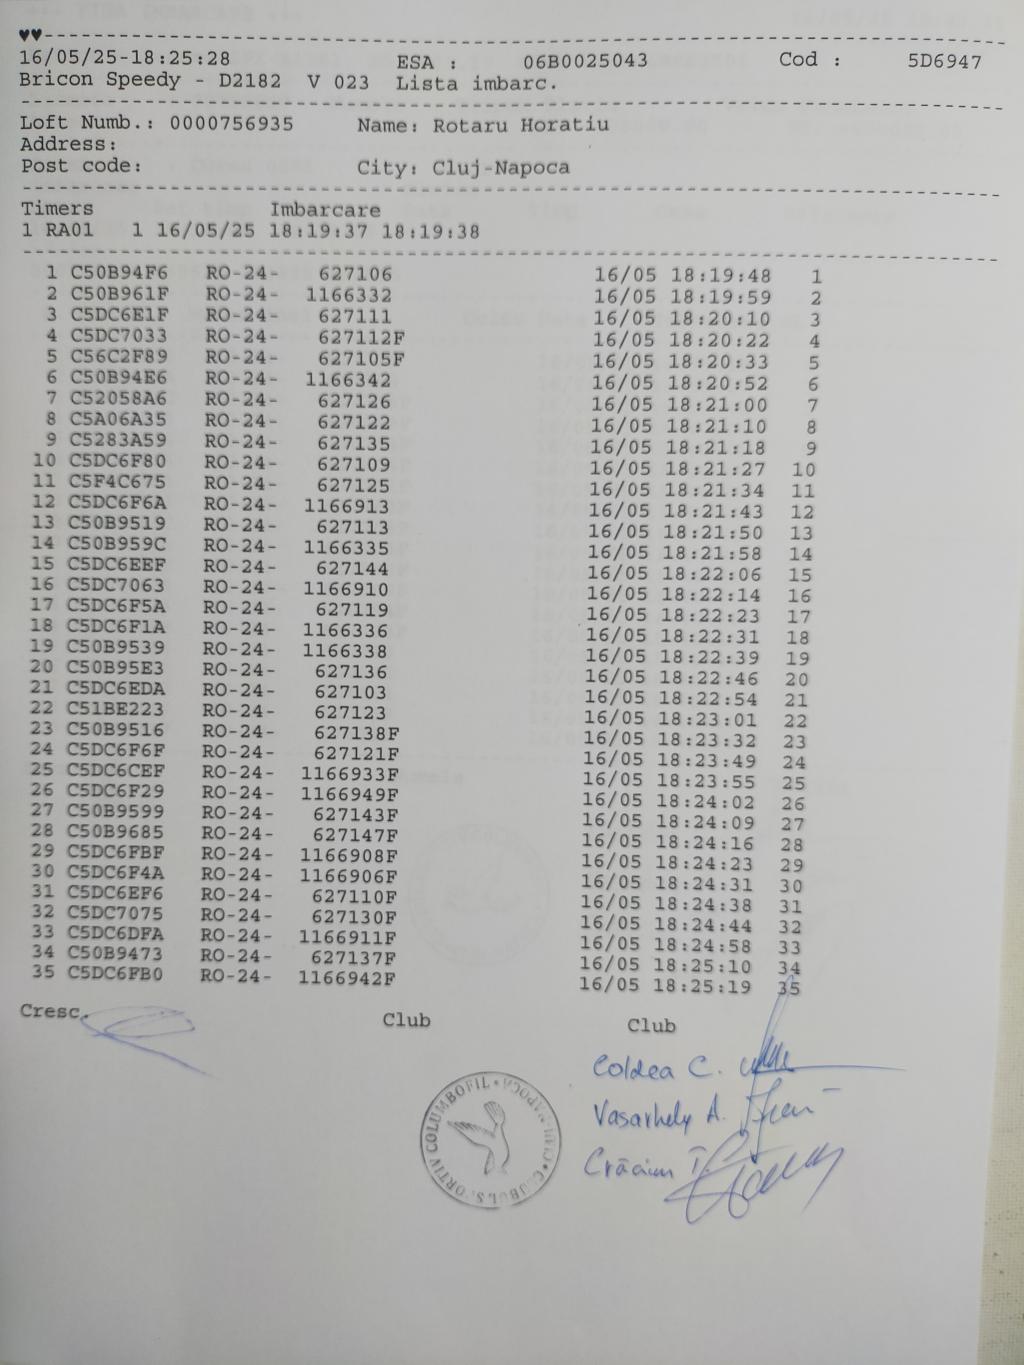 ♥♥
16/05/25-18:25:28 ESA : 06B0025043 Cod : 5D6947
Bricon Speedy - D2182 V 023 Lista imbarc.
Loft Numb.: 0000756935 Name: Rotaru Horatiu
Address:
Post code: City: Cluj-Napoca
Timers Imbarcare
1 RA01 1 16/05/25 18:19:37 18:19:38
1 C50B94F6 RO-24- 627106 16/05 18:19:48 1
2 C50B961F RO-24- 1166332 16/05 18:19:59 2
3 C5DC6E1F RO-24- 627111 16/05 18:20:10 3
4 C5DC7033 RO-24- 627112F 16/05 18:20:22 4
5 C56C2F89 RO-24- 627105F 16/05 18:20:33 5
6 C50B94E6 RO-24- 1166342 16/05 18:20:52 6
7 C52058A6 RO-24- 627126 16/05 18:21:00 7
8 C5A06A35 RO-24- 627122 16/05 18:21:10 8
9 C5283A59 RO-24- 627135 16/05 18:21:18 9
10 C5DC6F80 RO-24- 627109 16/05 18:21:27 10
11 C5F4C675 RO-24- 627125 16/05 18:21:34 11
12 C5DC6F6A RO-24- 1166913 16/05 18:21:43 12
13 C50B9519 RO-24- 627113 16/05 18:21:50 13
14 C50B959C RO-24- 1166335 16/05 18:21:58 14
15 C5DC6EEF RO-24- 627144 16/05 18:22:06 15
16 C5DC7063 RO-24- 1166910 16/05 18:22:14 16
17 C5DC6F5A RO-24- 627119 16/05 18:22:23 17
18 C5DC6F1A RO-24- 1166336 16/05 18:22:31 18
19 C50B9539 RO-24- 1166338 16/05 18:22:39 19
20 C50B95E3 RO-24- 627136 16/05 18:22:46 20
21 C5DC6EDA RO-24- 627103 16/05 18:22:54 21
22 C51BE223 RO-24- 627123 16/05 18:23:01 22
23 C50B9516 RO-24- 627138F 16/05 18:23:32 23
24 C5DC6F6F RO-24- 627121F 16/05 18:23:49 24
25 C5DC6CEF RO-24- 1166933F 16/05 18:23:55 25
26 C5DC6F29 RO-24- 1166949F 16/05 18:24:02 26
27 C50B9599 RO-24- 627143F 16/05 18:24:09 27
28 C50B9685 RO-24- 627147F 16/05 18:24:16 28
29 C5DC6FBF RO-24- 1166908F 16/05 18:24:23 29
30 C5DC6F4A RO-24- 1166906F 16/05 18:24:31 30
31 C5DC6EF6 RO-24- 627110F 16/05 18:24:38 31
32 C5DC7075 RO-24- 627130F 16/05 18:24:44 32
33 C5DC6DFA RO-24- 1166911F 16/05 18:24:58 33
34 C50B9473 RO-24- 627137F 16/05 18:25:10 34
35 C5DC6FB0 RO-24- 1166942F 16/05 18:25:19 35
Cresc. Club Club
Coldea C.
Vasarhely A.
Crăciun T.
CLUBUL SPORTIV COLUMBOFIL • CLUJ-NAPOCA •